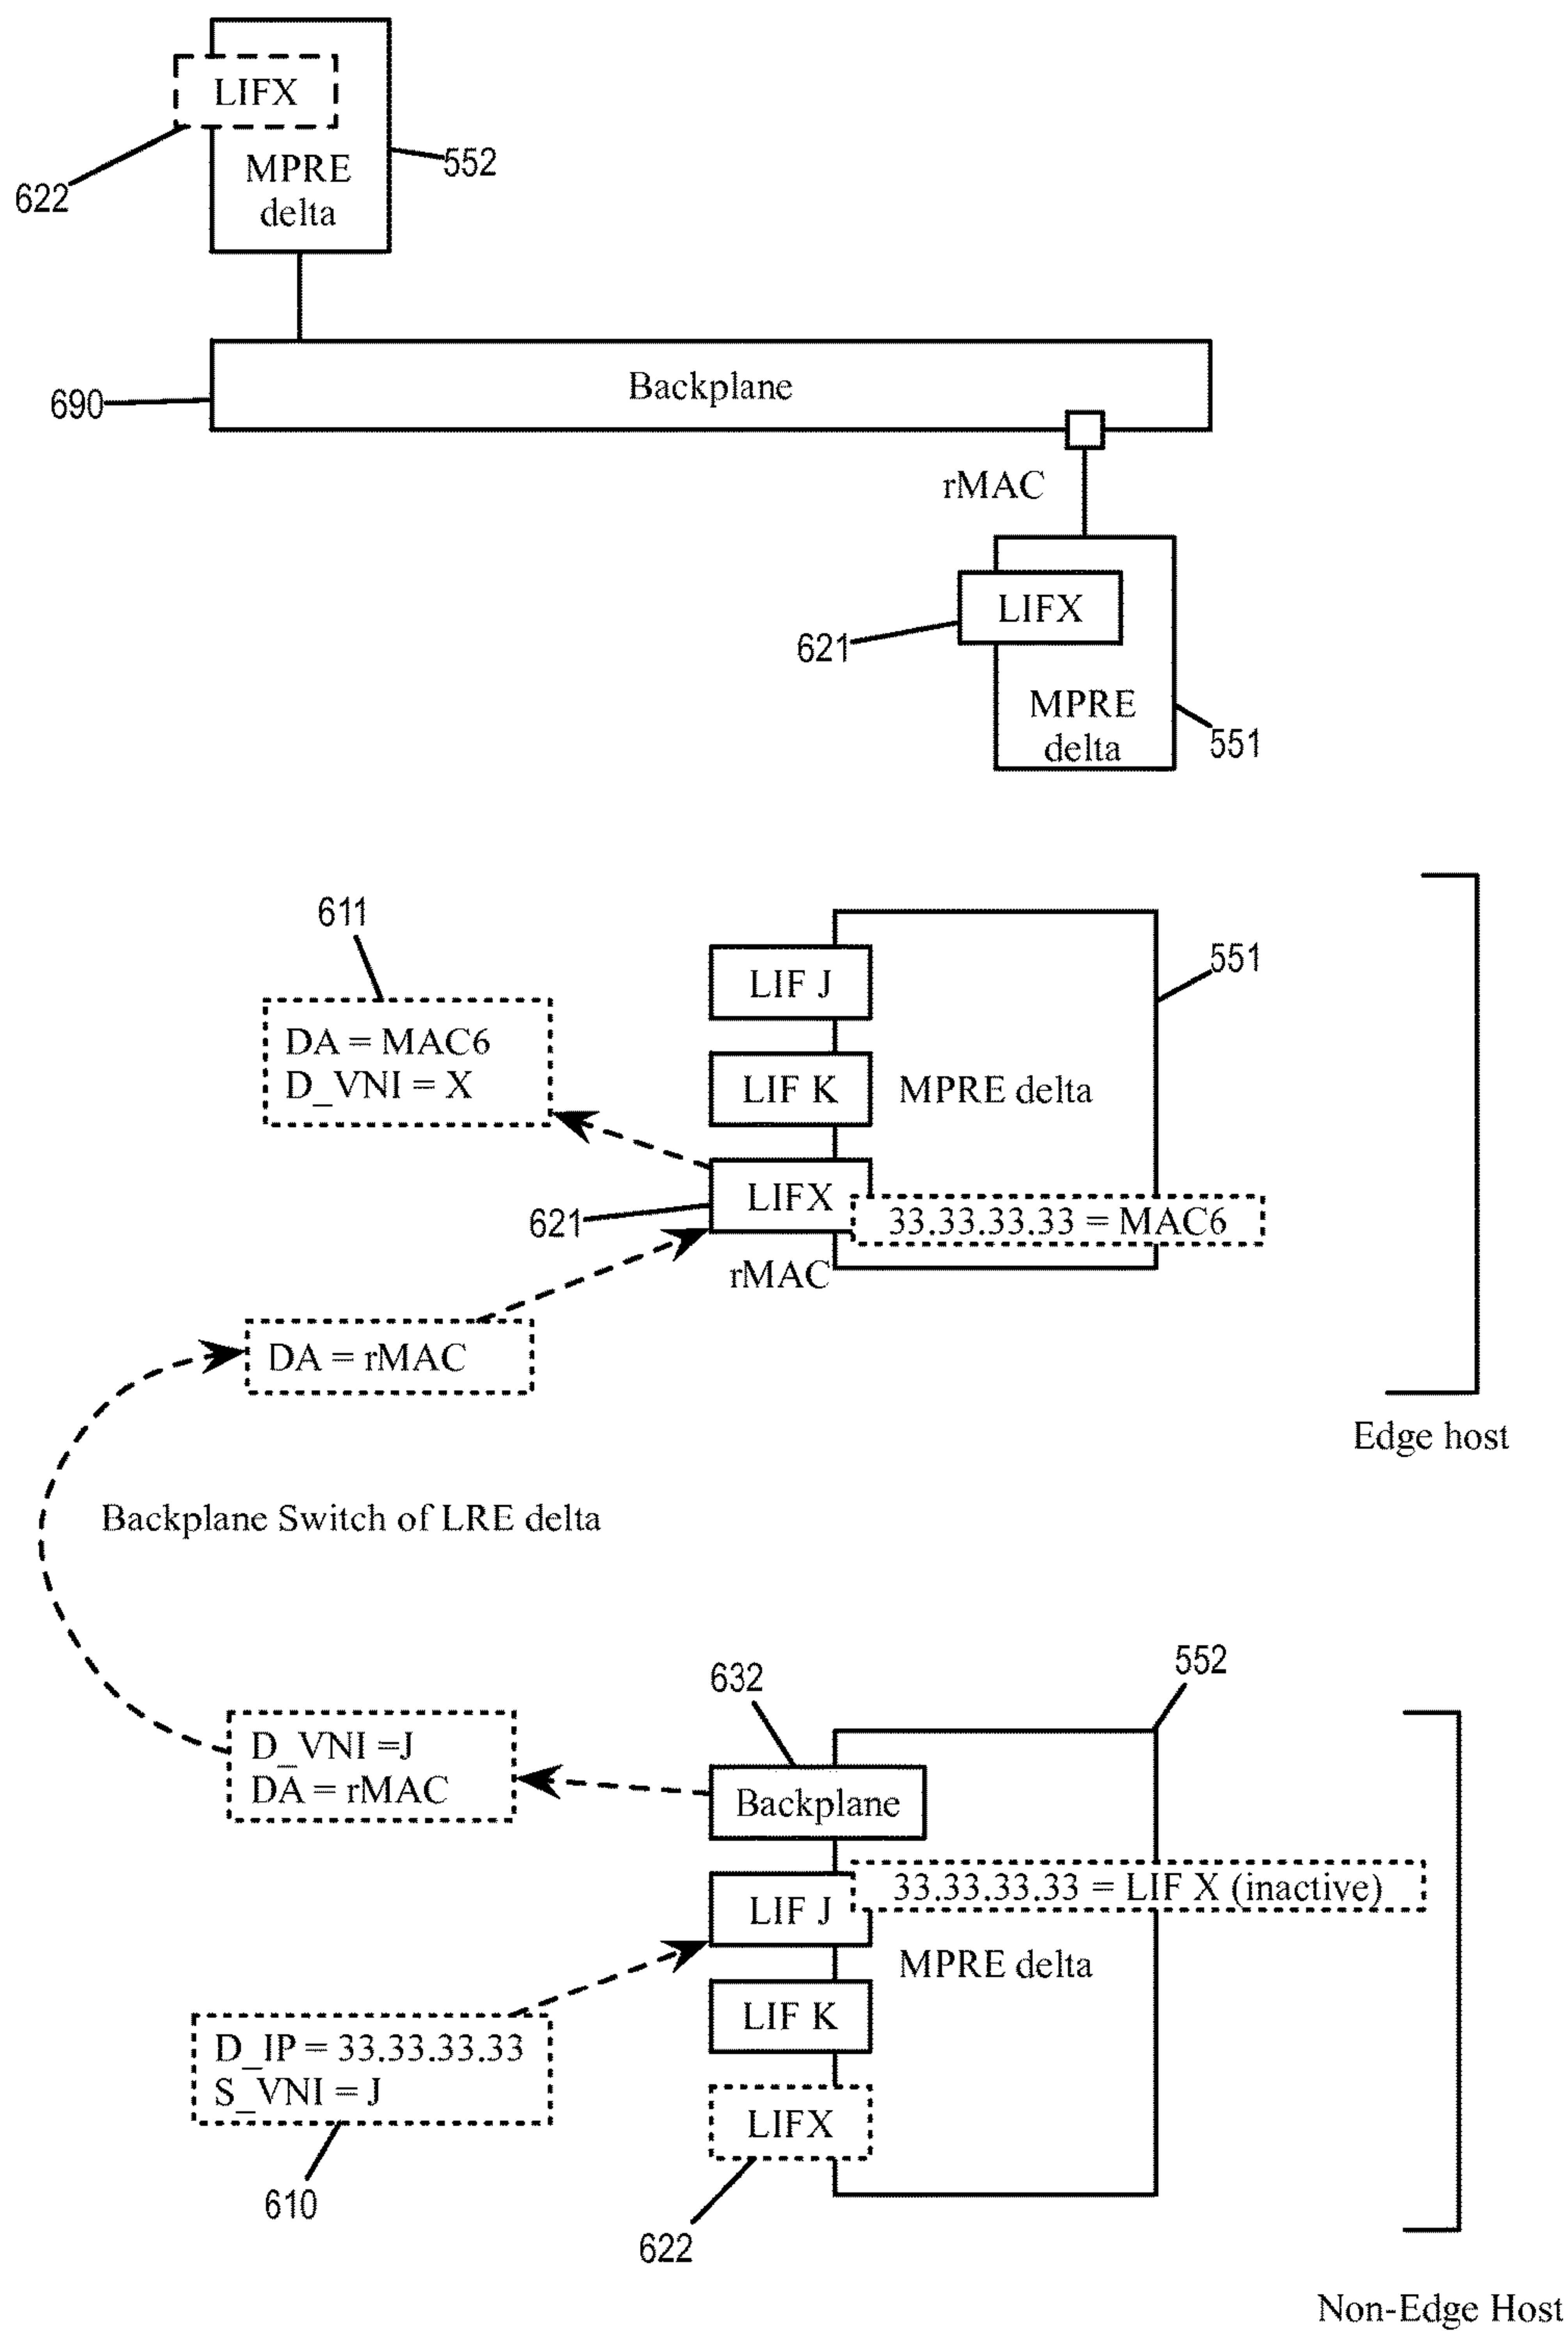 LIFX
MPRE
delta
552
622
Backplane
690
rMAC
LIFX
621
MPRE
delta
551
611
551
LIF J
DA = MAC6
D_VNI = X
LIF K
MPRE delta
LIFX
621
33.33.33.33 = MAC6
rMAC
DA = rMAC
Edge host
Backplane Switch of LRE delta
632
552
D_VNI =J
DA = rMAC
Backplane
33.33.33.33 = LIF X (inactive)
LIF J
MPRE delta
LIF K
D_IP = 33.33.33.33
S_VNI = J
LIFX
610
622
Non-Edge Host